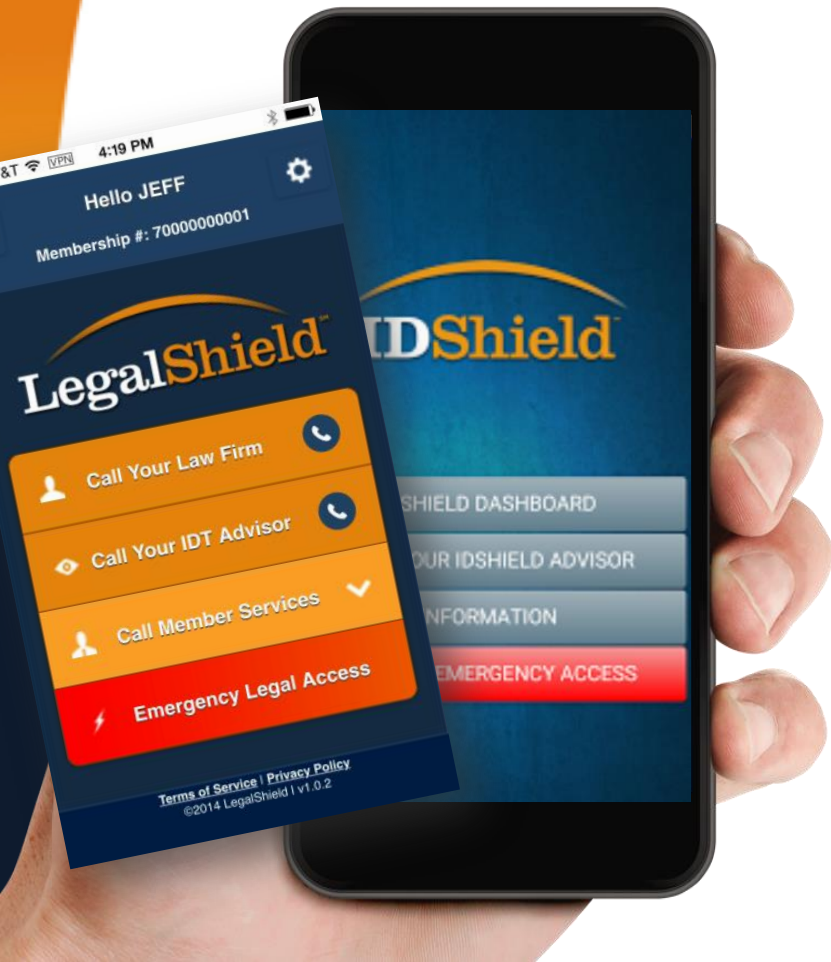 &T VPN 4:19 PM
Hello JEFF
Membership #: 70000000001
LegalShield℠
Call Your Law Firm
Call Your IDT Advisor
Call Member Services
Emergency Legal Access
Terms of Service | Privacy Policy
©2014 LegalShield | v1.0.2
IDShield
SHIELD DASHBOARD
OUR IDSHIELD ADVISOR
NFORMATION
EMERGENCY ACCESS